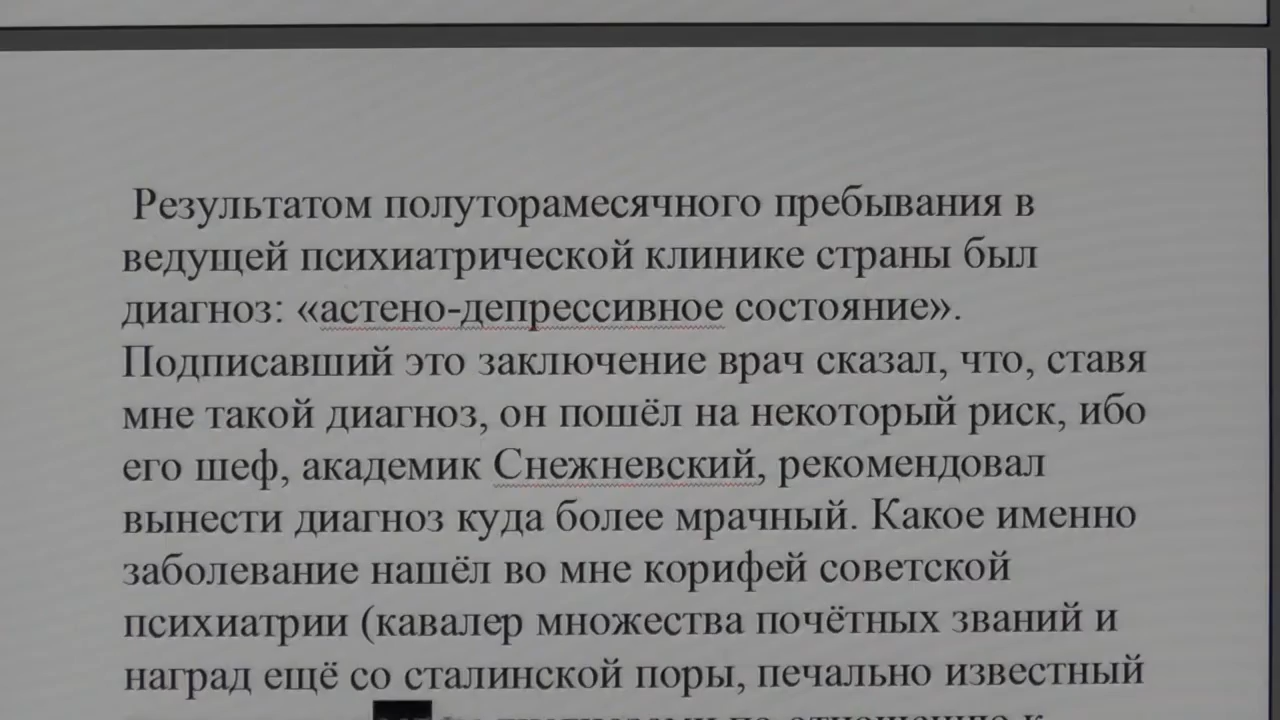 Результатом полуторамесячного пребывания в
ведущей психиатрической клинике страны был
диагноз: «астено-депрессивное состояние».
Подписавший это заключение врач сказал, что, ставя
мне такой диагноз, он пошёл на некоторый риск, ибо
его шеф, академик Снежневский, рекомендовал
вынести диагноз куда более мрачный. Какое именно
заболевание нашёл во мне корифей советской
психиатрии (кавалер множества почётных званий и
наград ещё со сталинской поры, печально известный
по отношению к